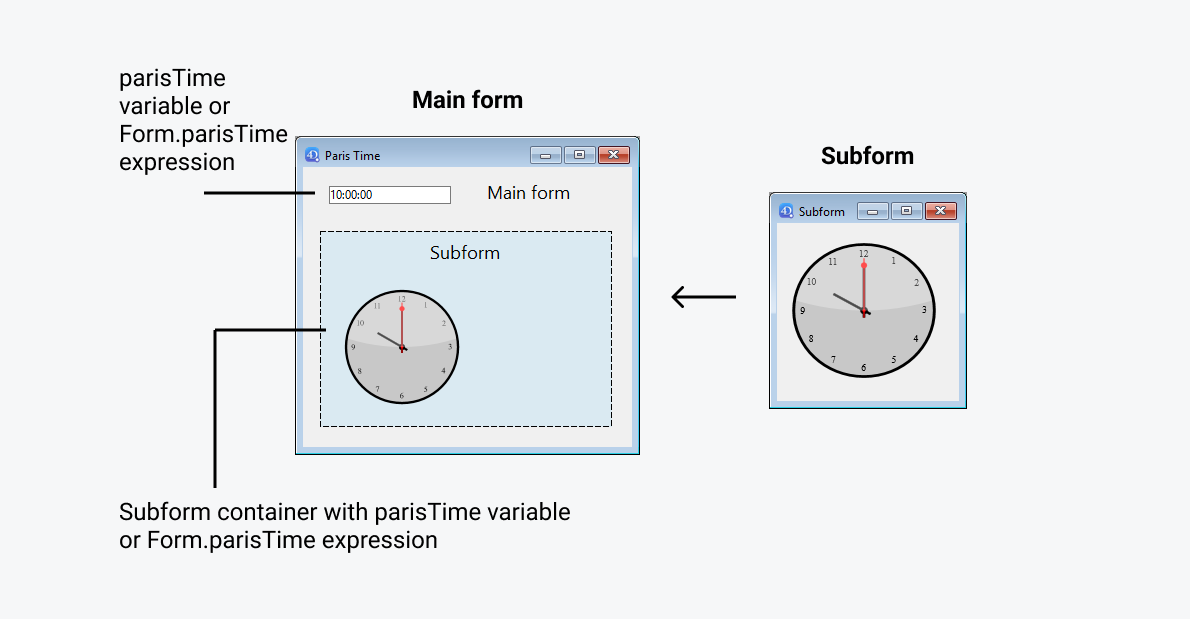 parisTime
variable or
Form.parisTime
expression
Main form
Paris Time
10:00:00
Main form
Subform
12
1
2
3
4
5
6
7
8
9
10
11
Subform container with parisTime variable
or Form.parisTime expression
Subform
Subform
12
1
2
3
4
5
6
7
8
9
10
11